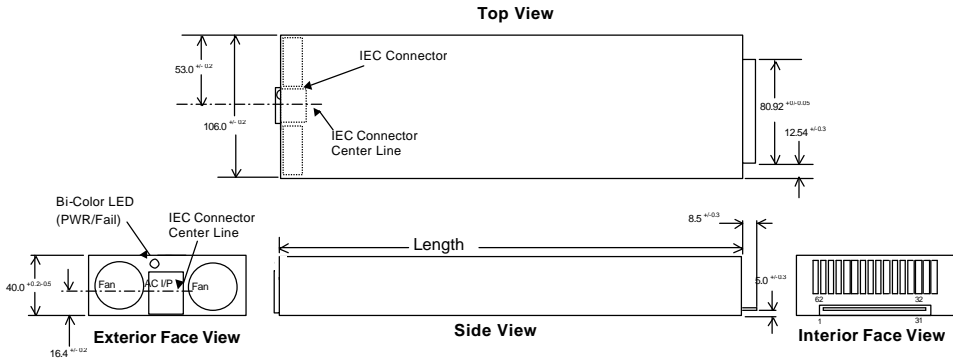 Top View
53.0 +/- 0.2
106.0 +/- 0.2
IEC Connector
IEC Connector
Center Line
80.92 +0/-0.05
12.54 +/-0.3
Bi-Color LED
(PWR/Fail)
IEC Connector
Center Line
40.0 +0.2/-0.5
16.4 +/- 0.2
Fan
AC I/P
Fan
Exterior Face View
Length
8.5 +/-0.3
5.0 +/-0.3
Side View
62
32
1
31
Interior Face View